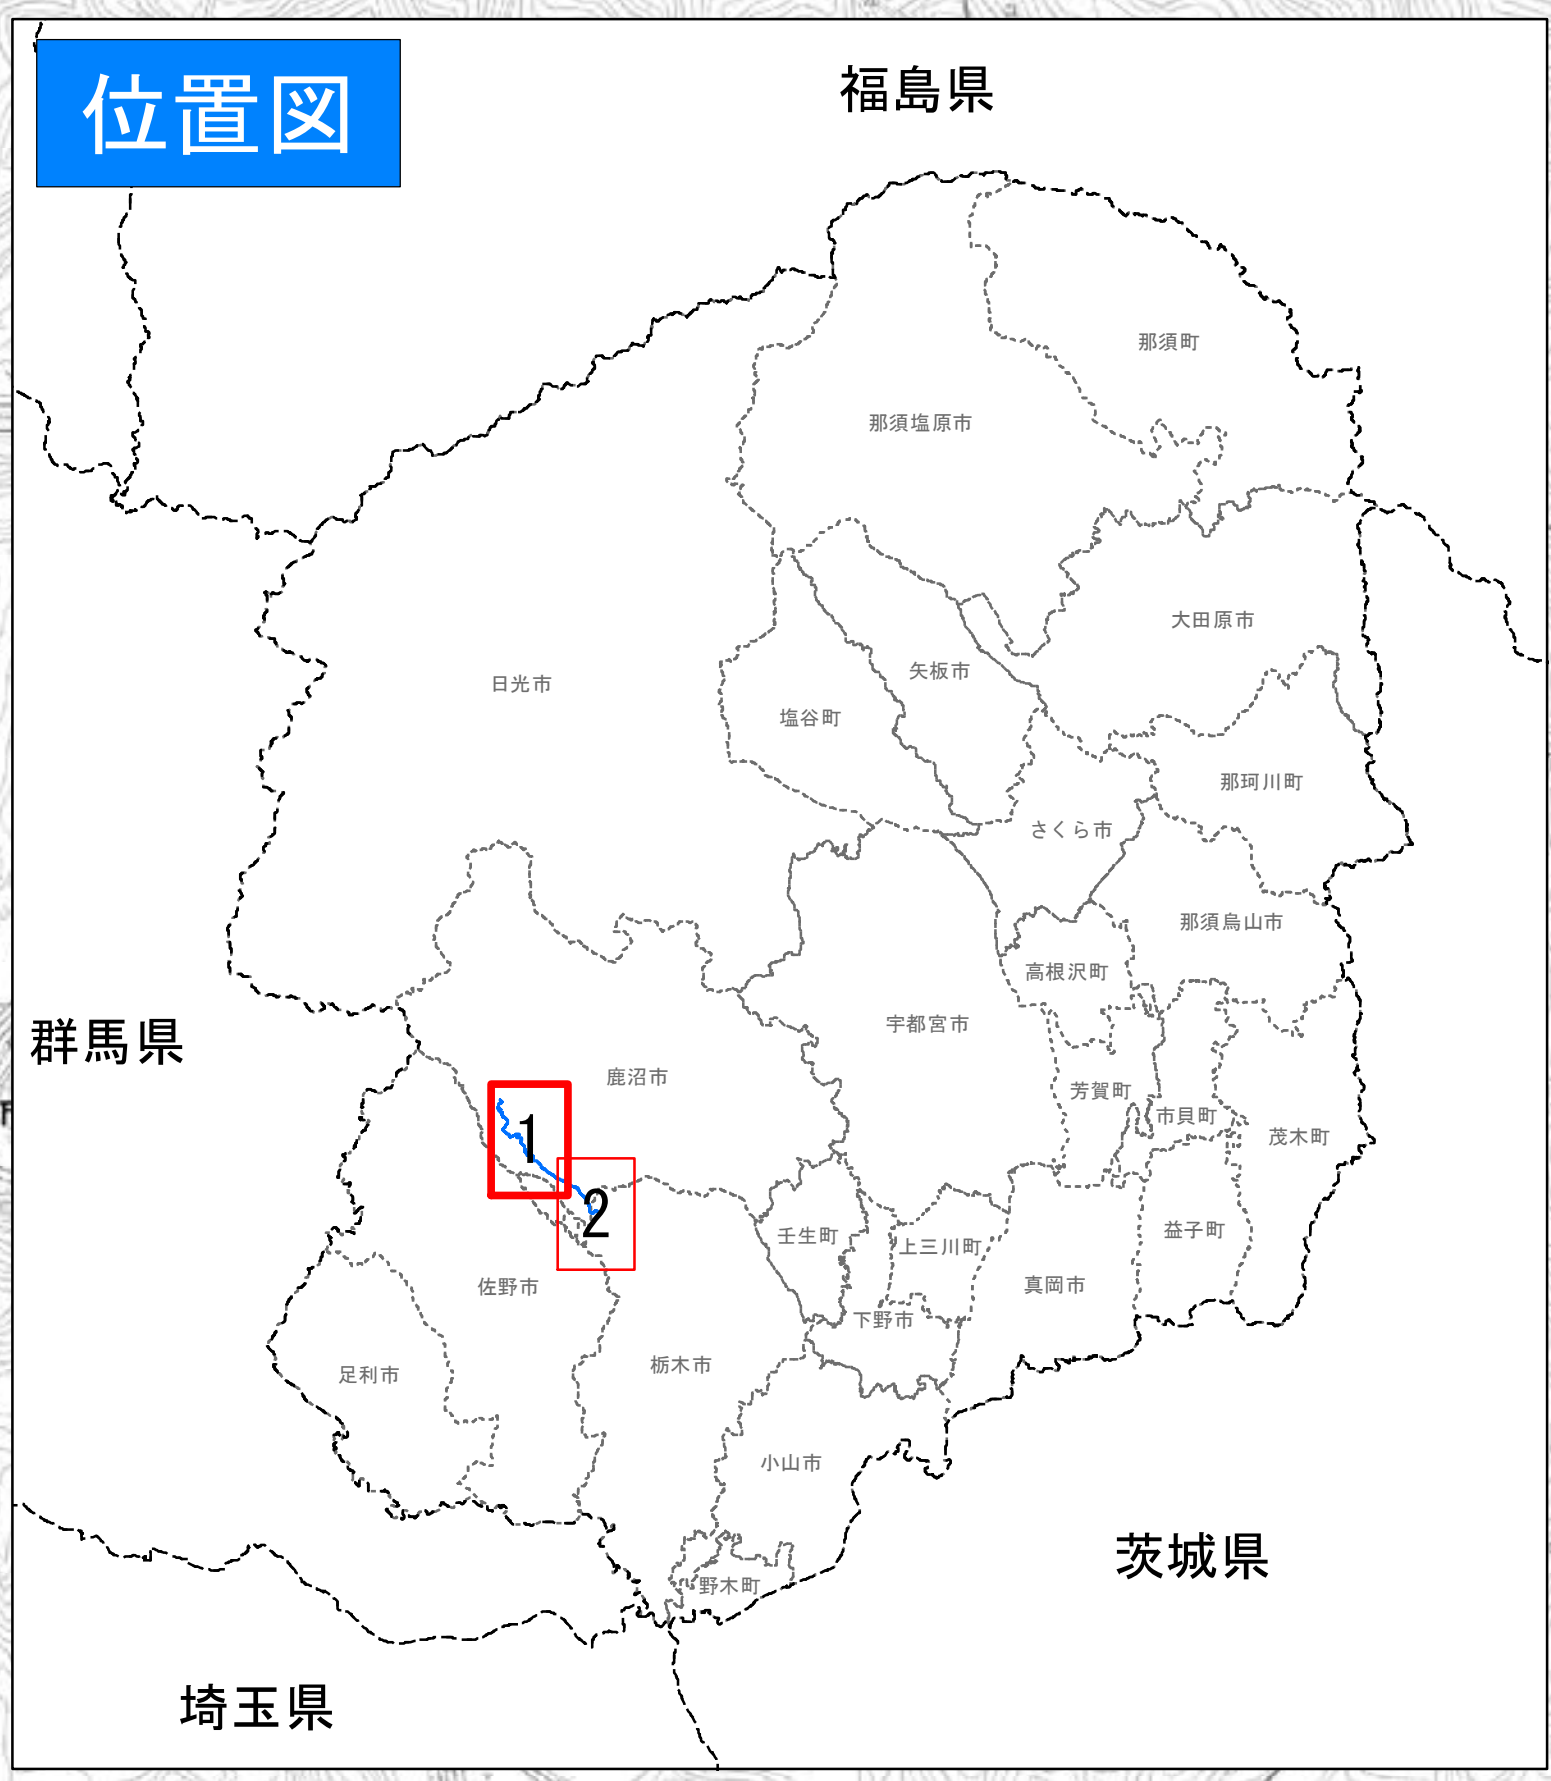 位置図
福島県
那須町
那須塩原市
大田原市
矢板市
日光市
塩谷町
那珂川町
さくら市
那須烏山市
高根沢町
宇都宮市
群馬県
鹿沼市
芳賀町
市貝町
茂木町
1
2
壬生町
上三川町
益子町
佐野市
真岡市
下野市
栃木市
足利市
小山市
茨城県
野木町
埼玉県